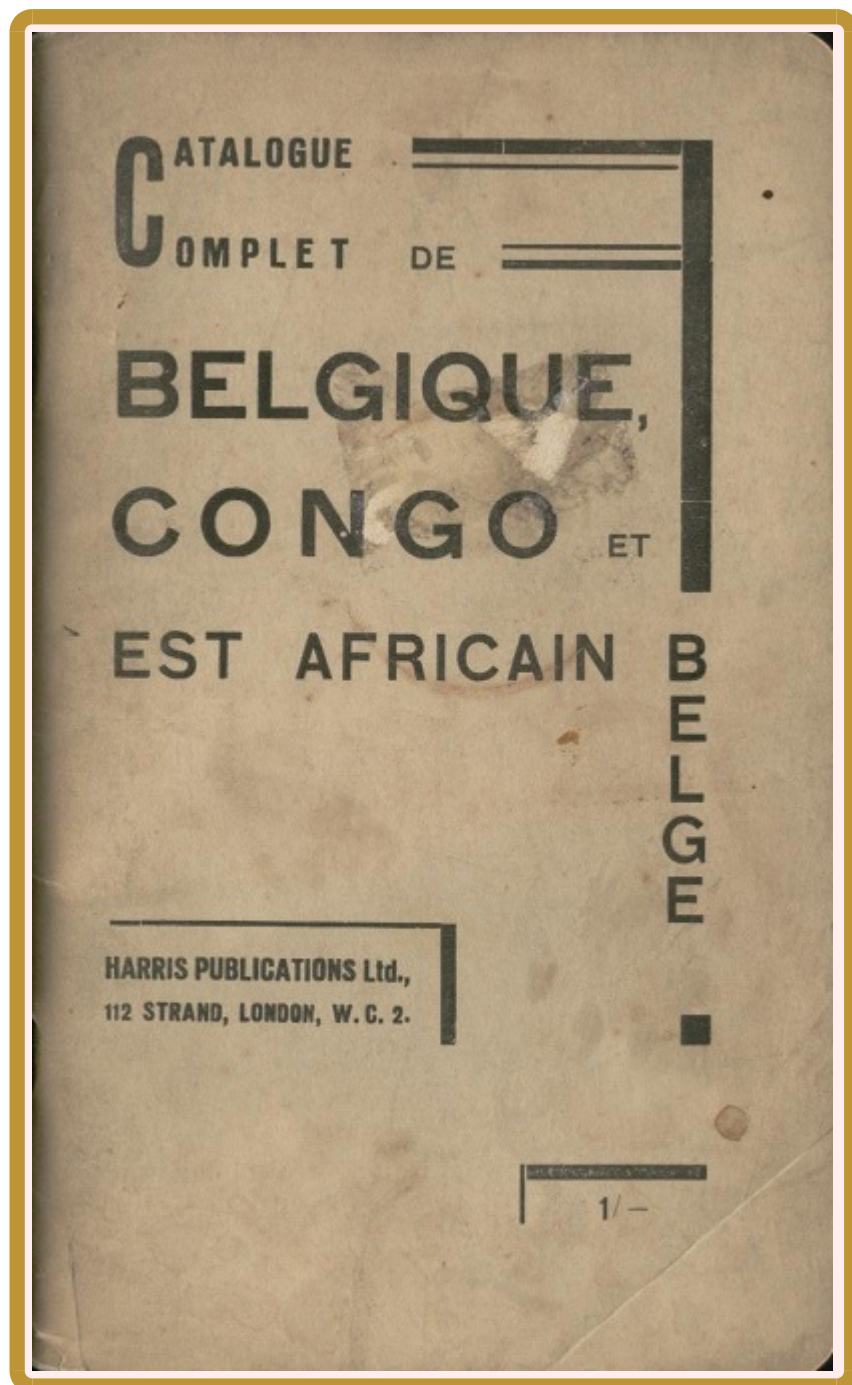 CATALOGUE
COMPLET DE
BELGIQUE,
CONGO ET
EST AFRICAIN BELGE
HARRIS PUBLICATIONS Ltd.,
112 STRAND, LONDON, W.C. 2.
1/—